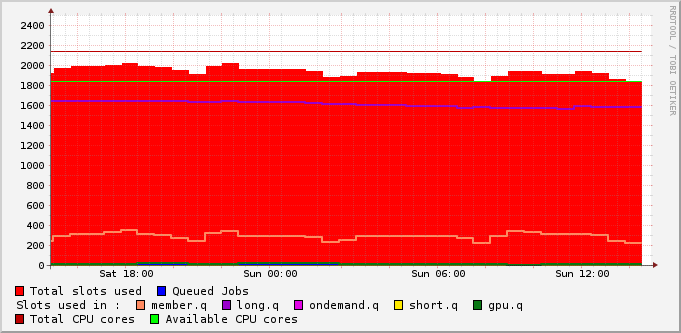 2400
2200
2000
1800
1600
1400
1200
1000
800
600
400
200
0
Sat 18:00 Sun 00:00 Sun 06:00 Sun 12:00
RRDTOOL / TOBI OETIKER
Total slots used Queued Jobs
Slots used in : member.q long.q ondemand.q short.q gpu.q
Total CPU cores Available CPU cores